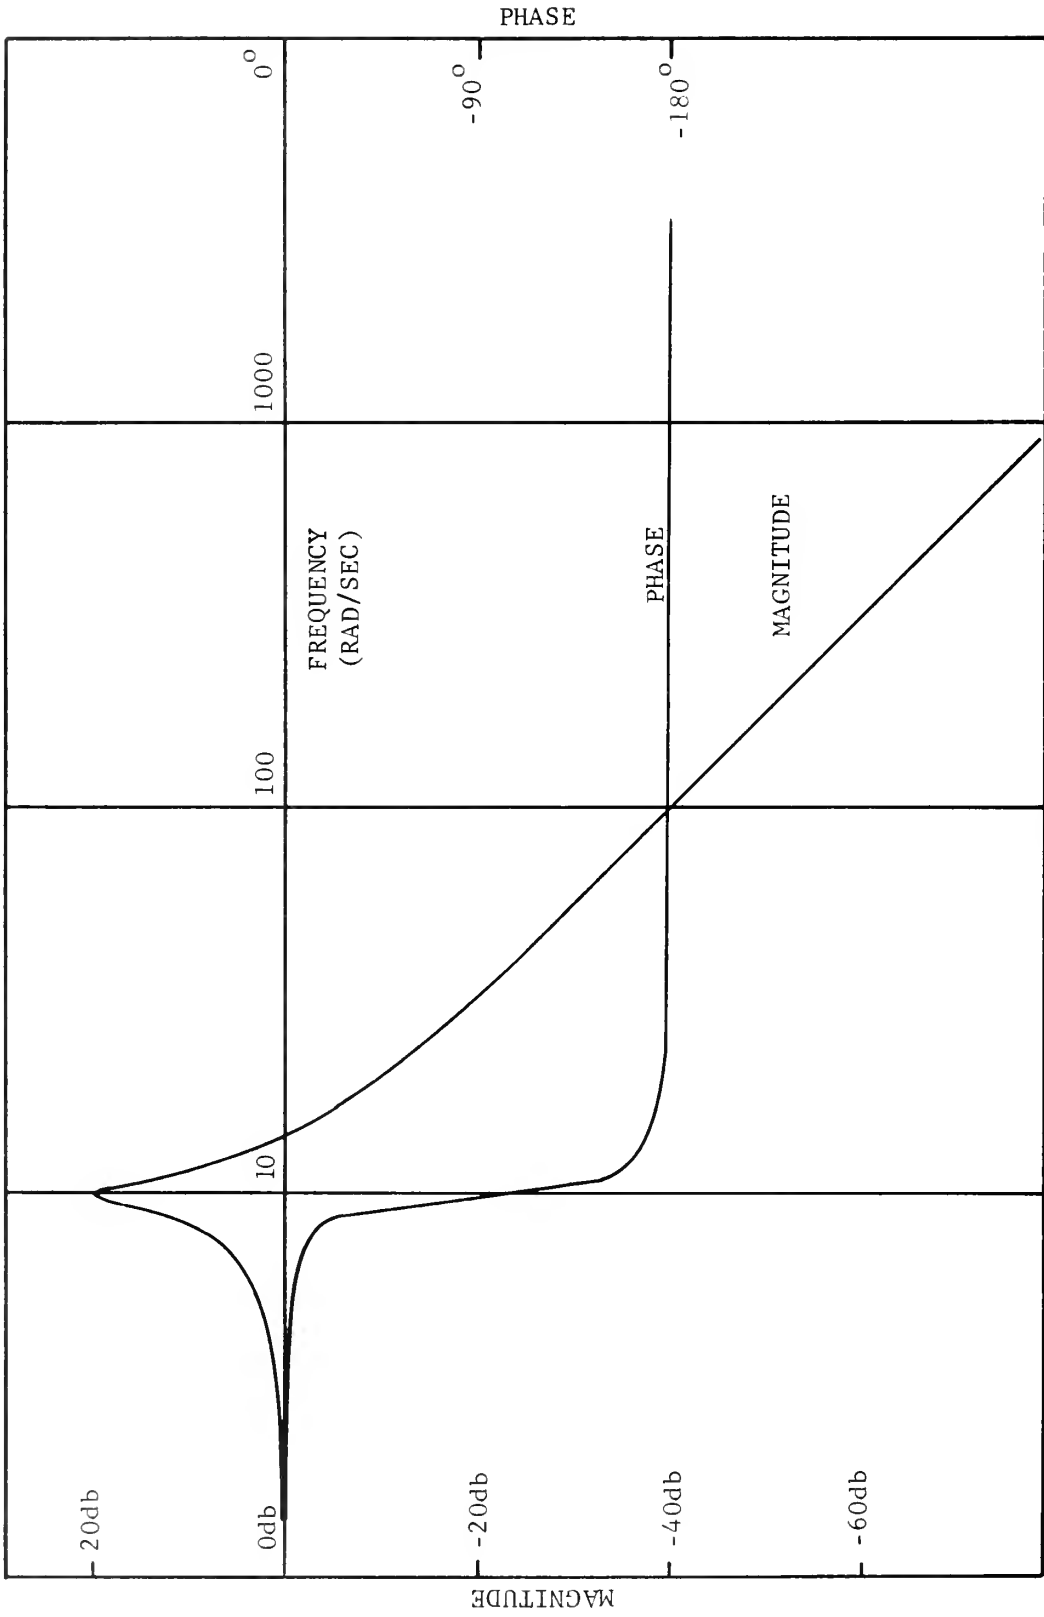 MAGNITUDE
20db
0db
-20db
-40db
-60db
10
100
1000
FREQUENCY
(RAD/SEC)
PHASE
MAGNITUDE
0°
-90°
-180°
PHASE